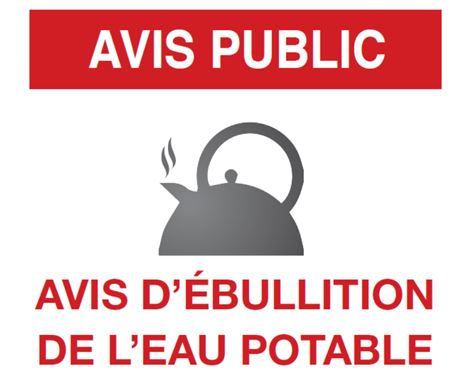 AVIS PUBLIC
AVIS D’ÉBULLITION
DE L’EAU POTABLE